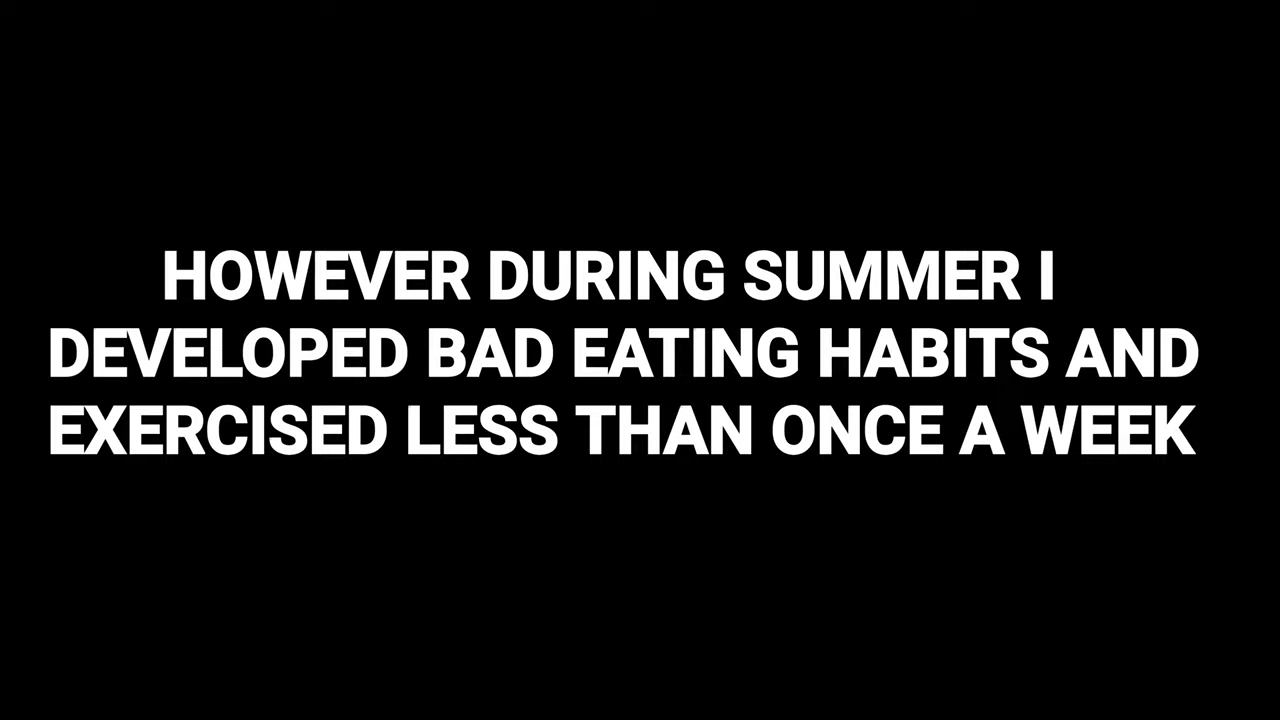 HOWEVER DURING SUMMER I
DEVELOPED BAD EATING HABITS AND
EXERCISED LESS THAN ONCE A WEEK